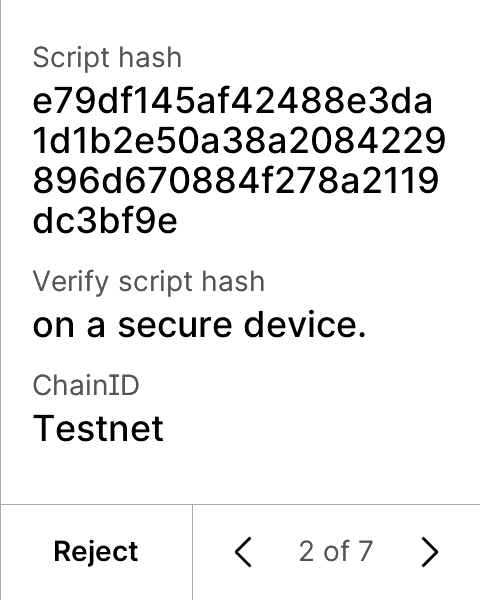 Script hash
e79df145af42488e3da
1d1b2e50a38a2084229
896d670884f278a2119
dc3bf9e
Verify script hash
on a secure device.
ChainID
Testnet
Reject
2 of 7